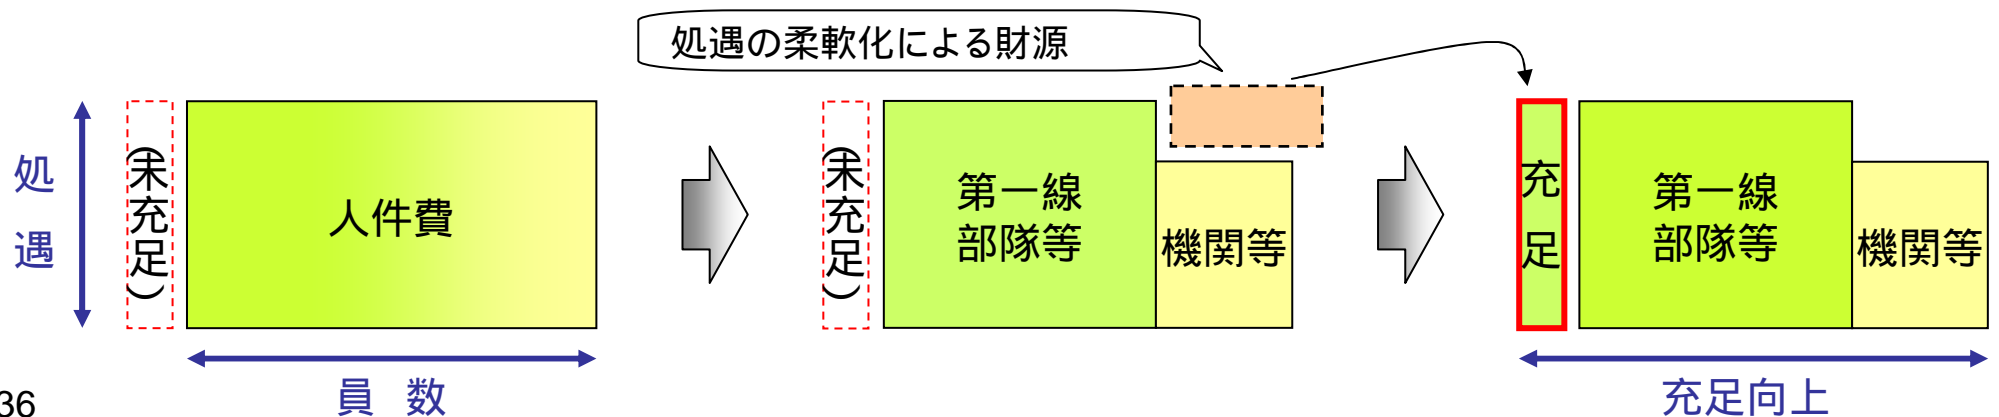 処遇の柔軟化による財源
処遇
(未充足)
人件費
員 数
(未充足)
第一線
部隊等
機関等
充足
第一線
部隊等
機関等
充足向上
36